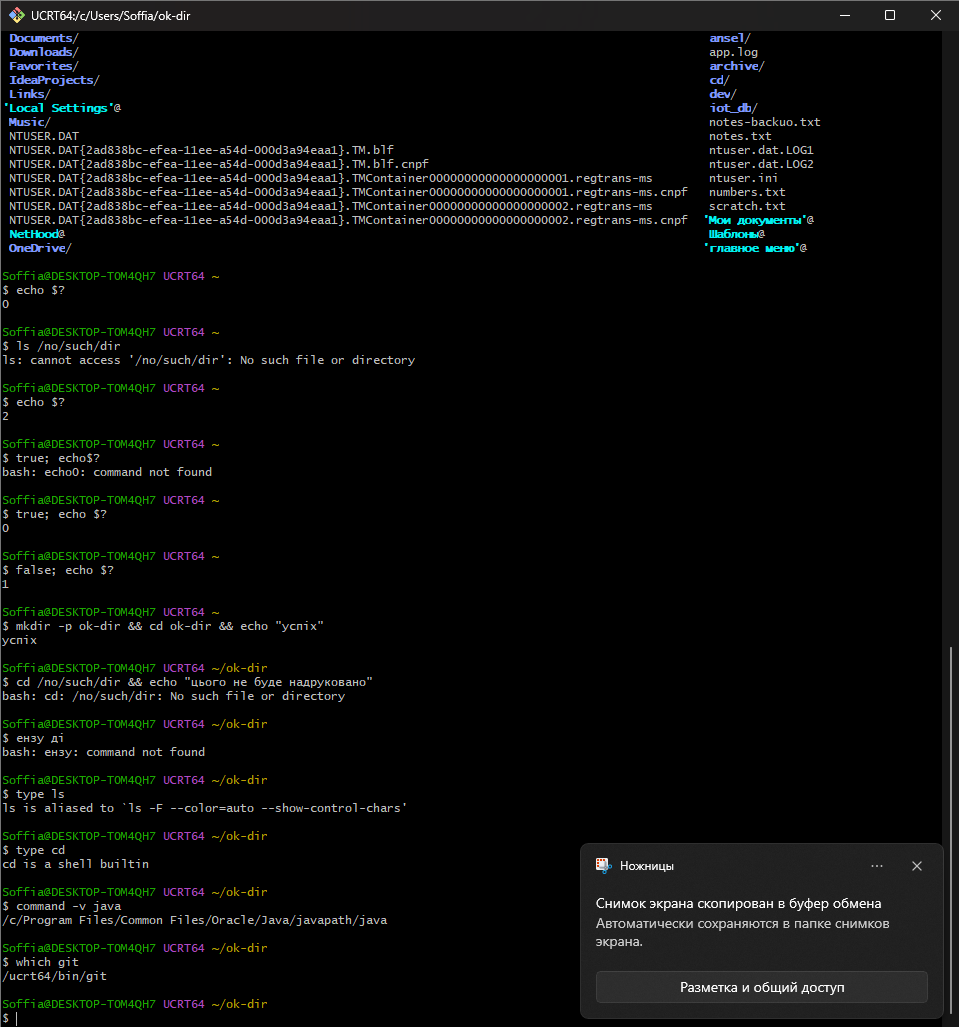 UCRT64:/c/Users/Soffia/ok-dir
Documents/ ansel/
Downloads/ app.log
Favorites/ archive/
IdeaProjects/ cd/
Links/ dev/
'Local Settings'@ iot_db/
Music/ notes-backuo.txt
NTUSER.DAT notes.txt
NTUSER.DAT{2ad838bc-efea-11ee-a54d-000d3a94eaa1}.TM.blf ntuser.dat.LOG1
NTUSER.DAT{2ad838bc-efea-11ee-a54d-000d3a94eaa1}.TM.blf.cnpf ntuser.dat.LOG2
NTUSER.DAT{2ad838bc-efea-11ee-a54d-000d3a94eaa1}.TMContainer00000000000000000001.regtrans-ms ntuser.ini
NTUSER.DAT{2ad838bc-efea-11ee-a54d-000d3a94eaa1}.TMContainer00000000000000000001.regtrans-ms.cnpf numbers.txt
NTUSER.DAT{2ad838bc-efea-11ee-a54d-000d3a94eaa1}.TMContainer00000000000000000002.regtrans-ms scratch.txt
NTUSER.DAT{2ad838bc-efea-11ee-a54d-000d3a94eaa1}.TMContainer00000000000000000002.regtrans-ms.cnpf 'Мои документы'@
NetHood@ Шаблоны@
OneDrive/ 'главное меню'@
Soffia@DESKTOP-TOM4QH7 UCRT64 ~
$ echo $?
0
Soffia@DESKTOP-TOM4QH7 UCRT64 ~
$ ls /no/such/dir
ls: cannot access '/no/such/dir': No such file or directory
Soffia@DESKTOP-TOM4QH7 UCRT64 ~
$ echo $?
2
Soffia@DESKTOP-TOM4QH7 UCRT64 ~
$ true; echo$?
bash: echo0: command not found
Soffia@DESKTOP-TOM4QH7 UCRT64 ~
$ true; echo $?
0
Soffia@DESKTOP-TOM4QH7 UCRT64 ~
$ false; echo $?
1
Soffia@DESKTOP-TOM4QH7 UCRT64 ~
$ mkdir -p ok-dir && cd ok-dir && echo "успіх"
успіх
Soffia@DESKTOP-TOM4QH7 UCRT64 ~/ok-dir
$ cd /no/such/dir && echo "цього не буде надруковано"
bash: cd: /no/such/dir: No such file or directory
Soffia@DESKTOP-TOM4QH7 UCRT64 ~/ok-dir
$ ензу ді
bash: ензу: command not found
Soffia@DESKTOP-TOM4QH7 UCRT64 ~/ok-dir
$ type ls
ls is aliased to `ls -F --color=auto --show-control-chars'
Soffia@DESKTOP-TOM4QH7 UCRT64 ~/ok-dir
$ type cd
cd is a shell builtin
Soffia@DESKTOP-TOM4QH7 UCRT64 ~/ok-dir
$ command -v java
/c/Program Files/Common Files/Oracle/Java/javapath/java
Soffia@DESKTOP-TOM4QH7 UCRT64 ~/ok-dir
$ which git
/ucrt64/bin/git
Soffia@DESKTOP-TOM4QH7 UCRT64 ~/ok-dir
$
Ножницы
Снимок экрана скопирован в буфер обмена
Автоматически сохраняются в папке снимков
экрана.
Разметка и общий доступ